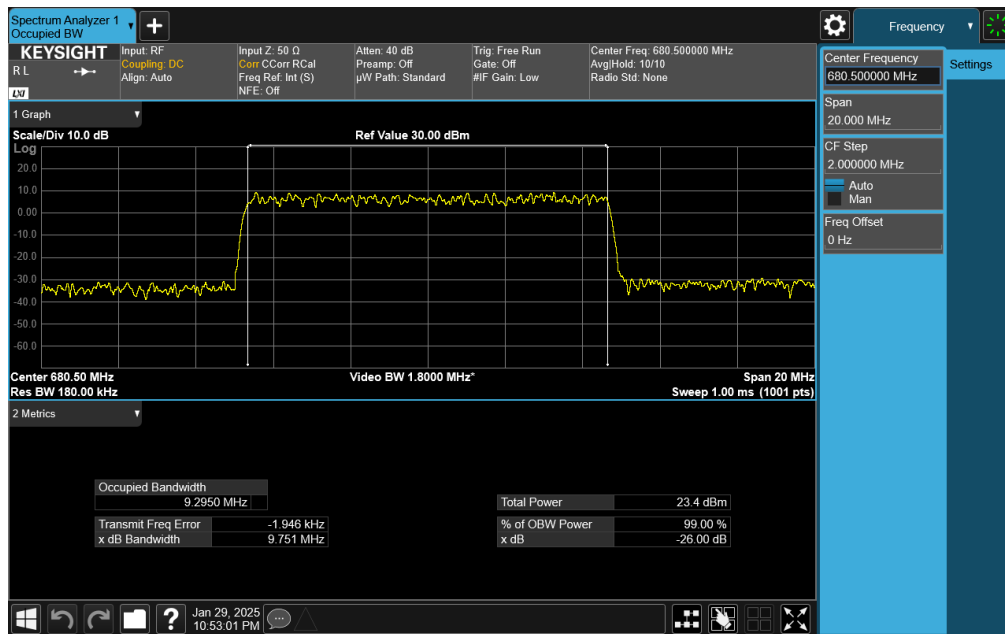 Spectrum Analyzer 1
Occupied BW
Frequency
KEYSIGHT
R L
LXI
Input: RF
Coupling: DC
Align: Auto
Input Z: 50 Ω
Corr CCorr RCal
Freq Ref: Int (S)
NFE: Off
Atten: 40 dB
Preamp: Off
µW Path: Standard
Trig: Free Run
Gate: Off
#IF Gain: Low
Center Freq: 680.500000 MHz
Avg|Hold: 10/10
Radio Std: None
Center Frequency
680.500000 MHz
Settings
Span
20.000 MHz
CF Step
2.000000 MHz
Auto
Man
Freq Offset
0 Hz
1 Graph
Scale/Div 10.0 dB
Ref Value 30.00 dBm
Log
20.0
10.0
0.00
-10.0
-20.0
-30.0
-40.0
-50.0
-60.0
Center 680.50 MHz
Video BW 1.8000 MHz*
Span 20 MHz
Res BW 180.00 kHz
Sweep 1.00 ms (1001 pts)
2 Metrics
Occupied Bandwidth
9.2950 MHz
Total Power 23.4 dBm
Transmit Freq Error -1.946 kHz
% of OBW Power 99.00 %
x dB Bandwidth 9.751 MHz
x dB -26.00 dB
Jan 29, 2025
10:53:01 PM